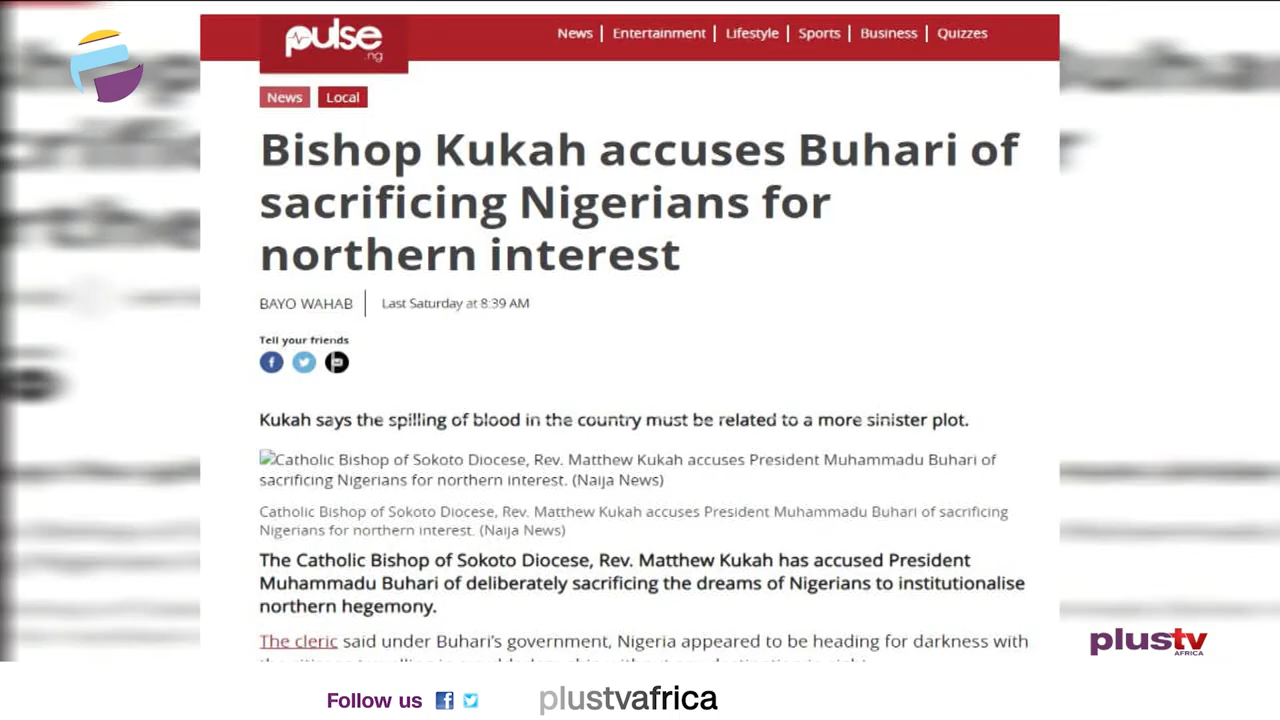 pulse
.ng
News | Entertainment | Lifestyle | Sports | Business | Quizzes
News Local
Bishop Kukah accuses Buhari of
sacrificing Nigerians for
northern interest
BAYO WAHAB | Last Saturday at 8:39 AM
Tell your friends
Kukah says the spilling of blood in the country must be related to a more sinister plot.
Catholic Bishop of Sokoto Diocese, Rev. Matthew Kukah accuses President Muhammadu Buhari of
sacrificing Nigerians for northern interest. (Naija News)
Catholic Bishop of Sokoto Diocese, Rev. Matthew Kukah accuses President Muhammadu Buhari of sacrificing
Nigerians for northern interest. (Naija News)
The Catholic Bishop of Sokoto Diocese, Rev. Matthew Kukah has accused President
Muhammadu Buhari of deliberately sacrificing the dreams of Nigerians to institutionalise
northern hegemony.
The cleric said under Buhari's government, Nigeria appeared to be heading for darkness with
plustv
AFRICA
Follow us plustvafrica